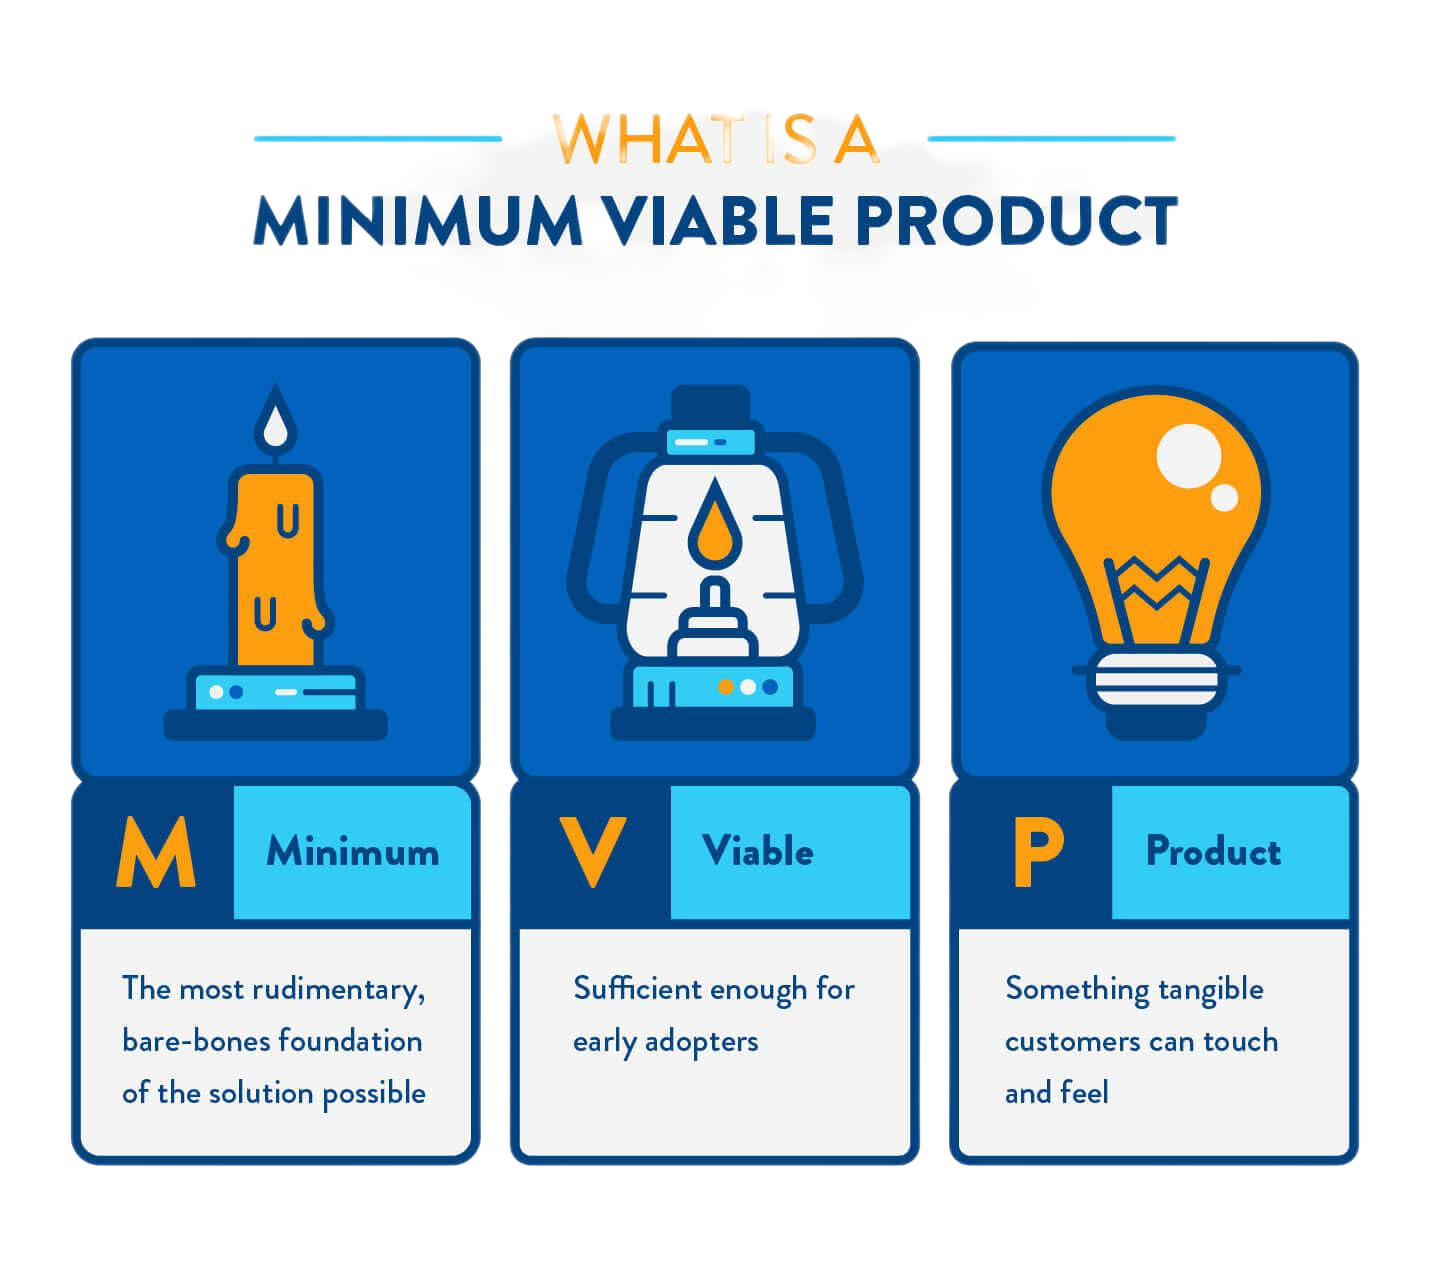 WHAT IS A
MINIMUM VIABLE PRODUCT
M
Minimum
The most rudimentary,
bare-bones foundation
of the solution possible
V
Viable
Sufficient enough for
early adopters
P
Product
Something tangible
customers can touch
and feel